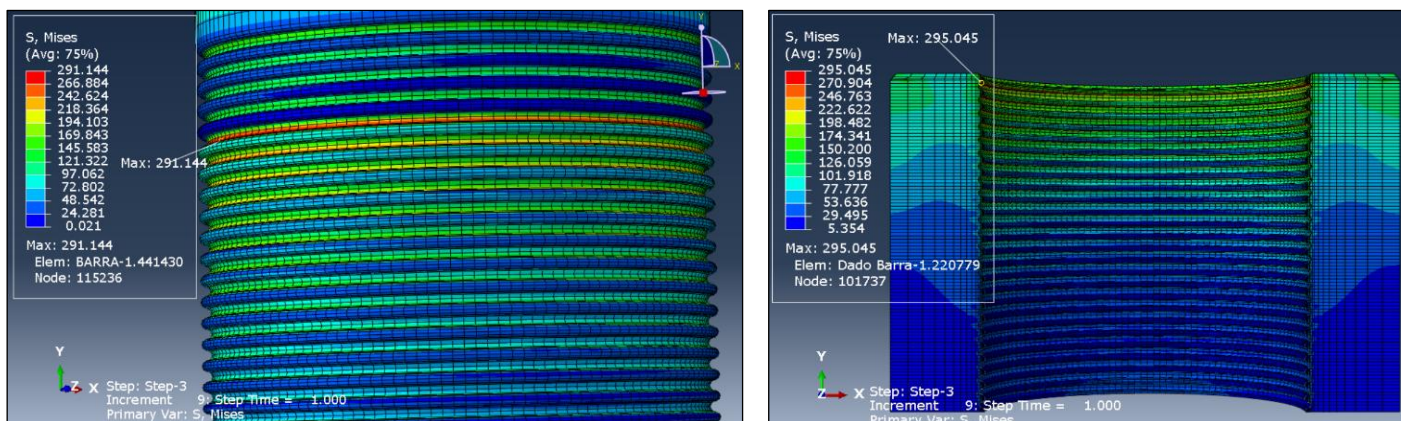 S, Mises
(Avg: 75%)
291.144
266.884
242.624
218.364
194.103
169.843
145.583
121.322
97.062
72.802
48.542
24.281
0.021
Max: 291.144
Elem: BARRA-1.441430
Node: 115236
Max: 291.144
Y
X
Z
Y
Z
X
Step: Step-3
Increment 9: Step Time = 1.000
Primary Var: S, Mises
S, Mises
(Avg: 75%)
295.045
270.904
246.763
222.622
198.482
174.341
150.200
126.059
101.918
77.777
53.636
29.495
5.354
Max: 295.045
Elem: Dado Barra-1.220779
Node: 101737
Max: 295.045
Y
Z
X
Step: Step-3
Increment 9: Step Time = 1.000
Primary Var: S, Mises